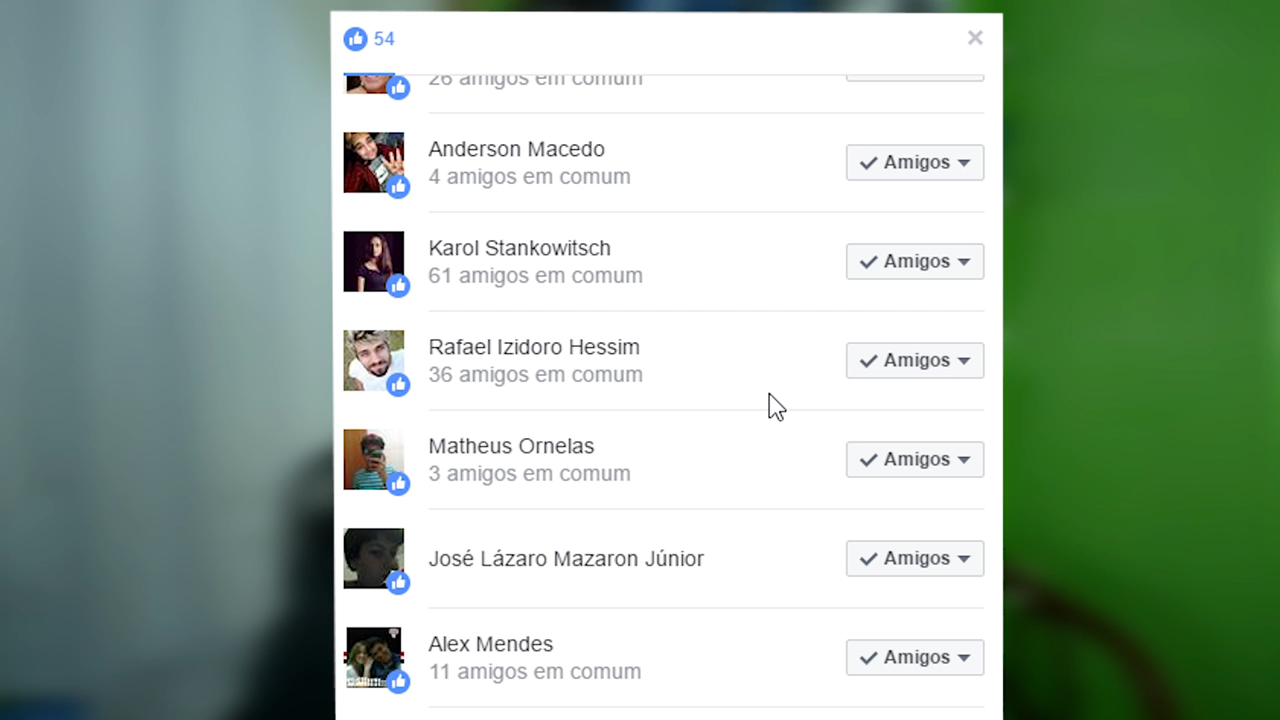 54
26 amigos em comum
Anderson Macedo
4 amigos em comum
Amigos
Karol Stankowitsch
61 amigos em comum
Amigos
Rafael Izidoro Hessim
36 amigos em comum
Amigos
Matheus Ornelas
3 amigos em comum
Amigos
José Lázaro Mazaron Júnior
Amigos
Alex Mendes
11 amigos em comum
Amigos